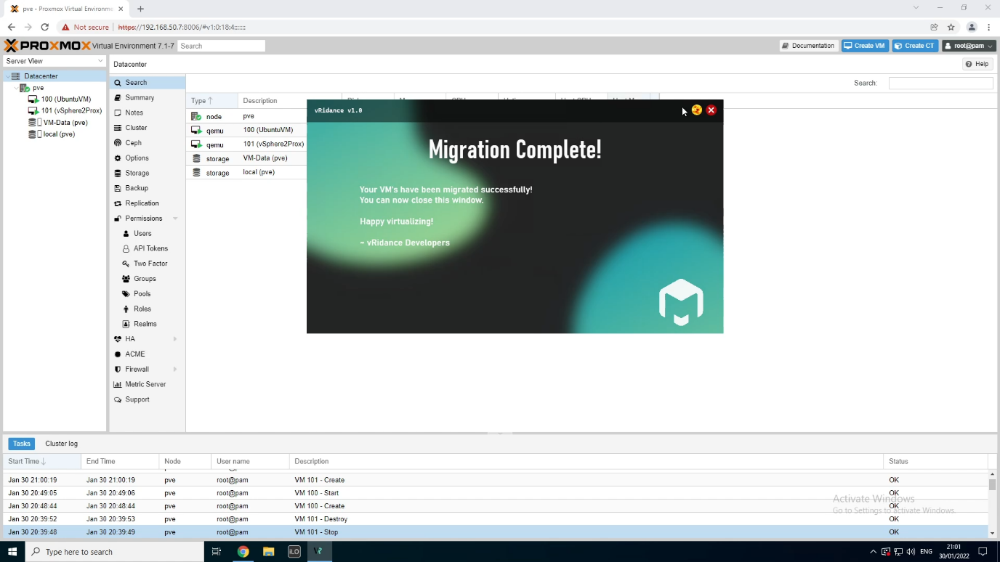 pve - Proxmox Virtual Environme
Not secure https://192.168.50.7:8006/#v1:0:18:4:::::::
PROXMOX Virtual Environment 7.1-7 Search
Documentation Create VM Create CT root@pam
Server View
Datacenter
Help
Datacenter
pve
100 (UbuntuVM)
101 (vSphere2Prox)
VM-Data (pve)
local (pve)
Search
Summary
Notes
Cluster
Ceph
Options
Storage
Backup
Replication
Permissions
Users
API Tokens
Two Factor
Groups
Pools
Roles
Realms
HA
ACME
Firewall
Metric Server
Support
Search:
Type Description
node pve
qemu 100 (UbuntuVM)
qemu 101 (vSphere2Prox)
storage VM-Data (pve)
storage local (pve)
vRidance v1.0
Migration Complete!
Your VM's have been migrated successfully!
You can now close this window.
Happy virtualizing!
- vRidance Developers
Tasks Cluster log
Start Time End Time Node User name Description Status
Jan 30 21:00:19 Jan 30 21:00:19 pve root@pam VM 101 - Create OK
Jan 30 20:49:05 Jan 30 20:49:06 pve root@pam VM 100 - Start OK
Jan 30 20:48:44 Jan 30 20:48:44 pve root@pam VM 100 - Create OK
Jan 30 20:39:52 Jan 30 20:39:53 pve root@pam VM 101 - Destroy OK
Jan 30 20:39:48 Jan 30 20:39:49 pve root@pam VM 101 - Stop OK
Activate Windows
Go to Settings to activate Windows.
Type here to search
iLO
ENG
21:01
30/01/2022